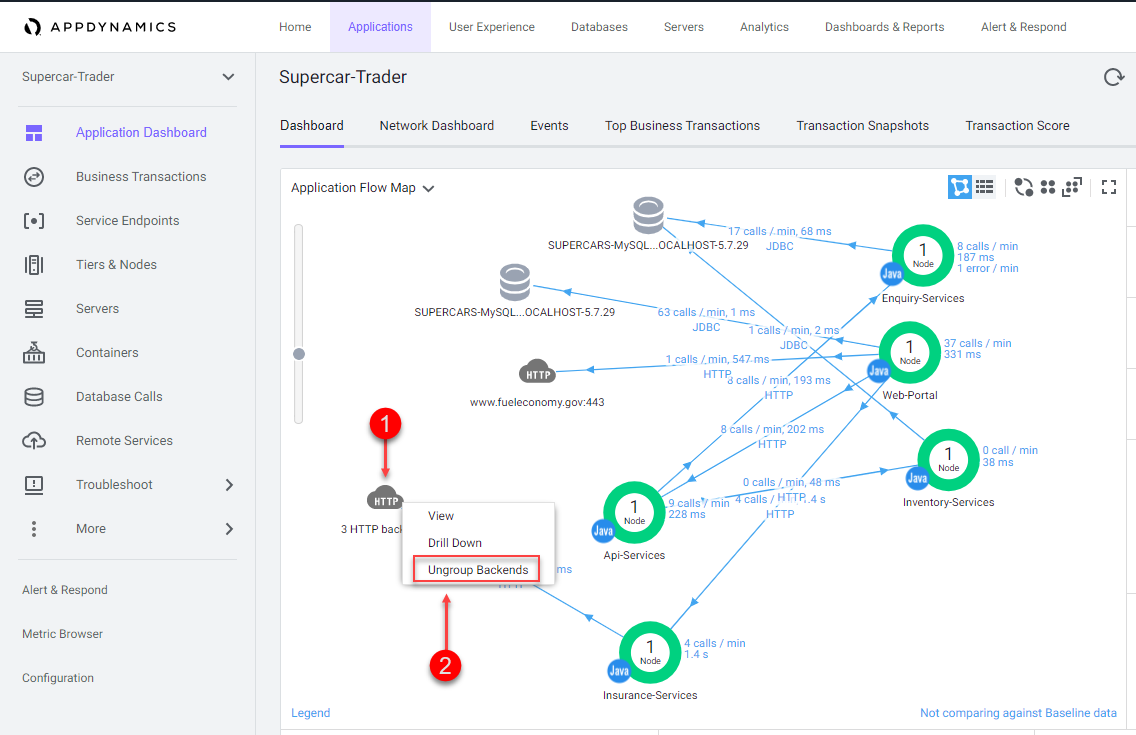 APPDYNAMICS
Home
Applications
User Experience
Databases
Servers
Analytics
Dashboards & Reports
Alert & Respond
Supercar-Trader
Application Dashboard
Business Transactions
Service Endpoints
Tiers & Nodes
Servers
Containers
Database Calls
Remote Services
Troubleshoot
More
Alert & Respond
Metric Browser
Configuration
Supercar-Trader
Dashboard
Network Dashboard
Events
Top Business Transactions
Transaction Snapshots
Transaction Score
Application Flow Map
SUPERCARS-MySQL...OCALHOST-5.7.29
17 calls / min, 68 ms
JDBC
1
Node
Java
8 calls / min
187 ms
1 error / min
Enquiry-Services
SUPERCARS-MySQL...OCALHOST-5.7.29
63 calls / min, 1 ms
JDBC
1 calls / min, 2 ms
JDBC
1
Node
Java
37 calls / min
331 ms
Web-Portal
HTTP
www.fueleconomy.gov:443
1 calls / min, 547 ms
HTTP
8 calls / min, 193 ms
HTTP
8 calls / min, 202 ms
HTTP
1
Node
Java
0 call / min
38 ms
Inventory-Services
0 call / min, 48 ms
HTTP
4 calls / 1.4 s
HTTP
1
HTTP
3 HTTP back
View
Drill Down
Ungroup Backends
ms
2
1
Node
Java
9 calls / min
228 ms
Api-Services
1
Node
Java
4 calls / min
1.4 s
Insurance-Services
Legend
Not comparing against Baseline data